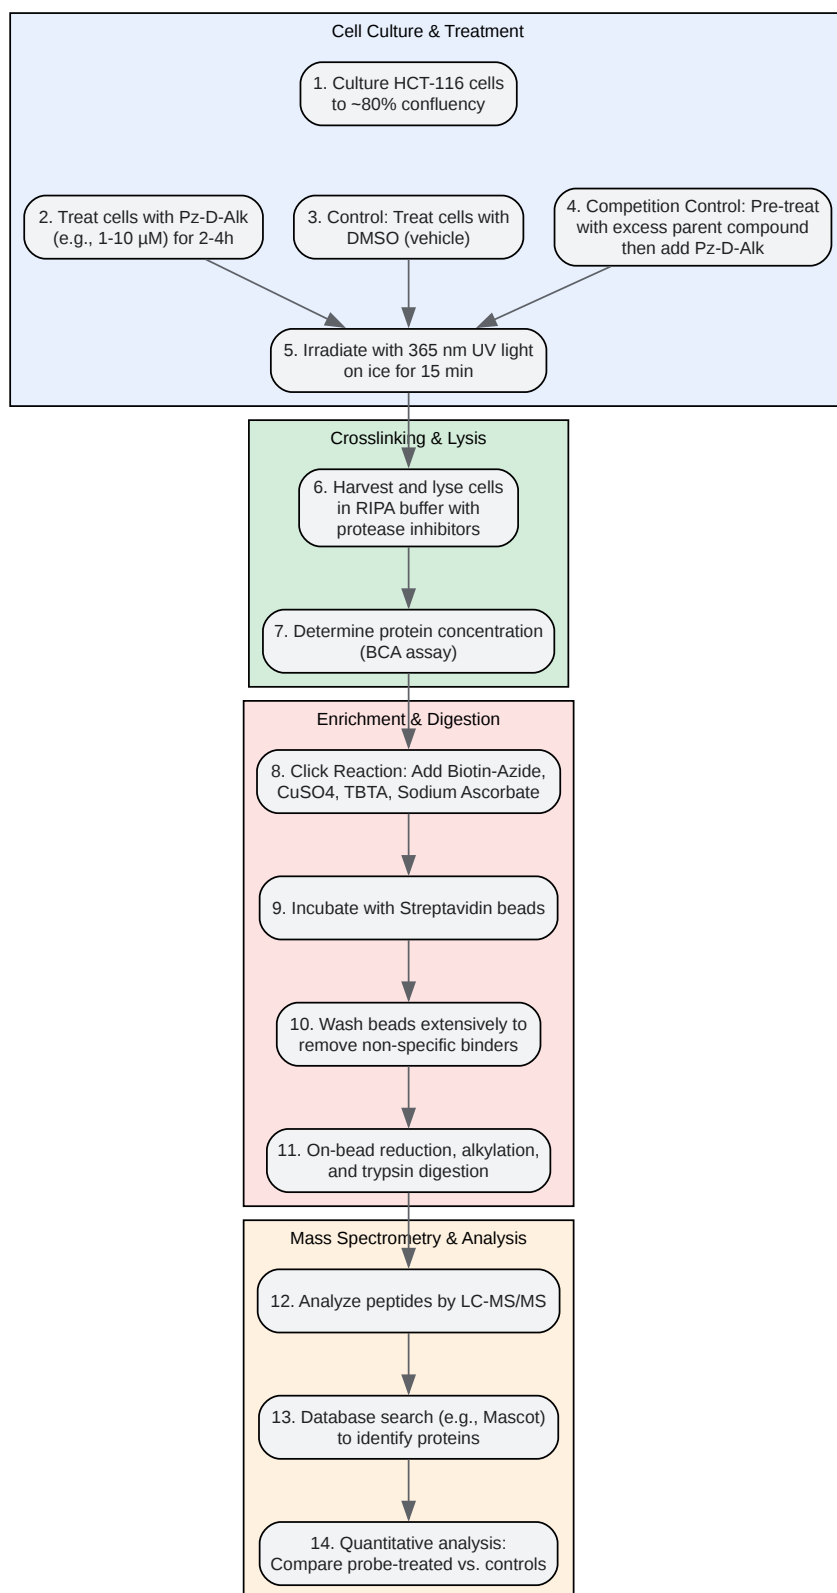 Cell Culture & Treatment
1. Culture HCT-116 cells
to ~80% confluency
2. Treat cells with Pz-D-Alk
(e.g., 1-10 µM) for 2-4h
3. Control: Treat cells with
DMSO (vehicle)
4. Competition Control: Pre-treat
with excess parent compound
then add Pz-D-Alk
5. Irradiate with 365 nm UV light
on ice for 15 min
Crosslinking & Lysis
6. Harvest and lyse cells
in RIPA buffer with
protease inhibitors
7. Determine protein concentration
(BCA assay)
Enrichment & Digestion
8. Click Reaction: Add Biotin-Azide,
CuSO4, TBTA, Sodium Ascorbate
9. Incubate with Streptavidin beads
10. Wash beads extensively to
remove non-specific binders
11. On-bead reduction, alkylation,
and trypsin digestion
Mass Spectrometry & Analysis
12. Analyze peptides by LC-MS/MS
13. Database search (e.g., Mascot)
to identify proteins
14. Quantitative analysis:
Compare probe-treated vs. controls